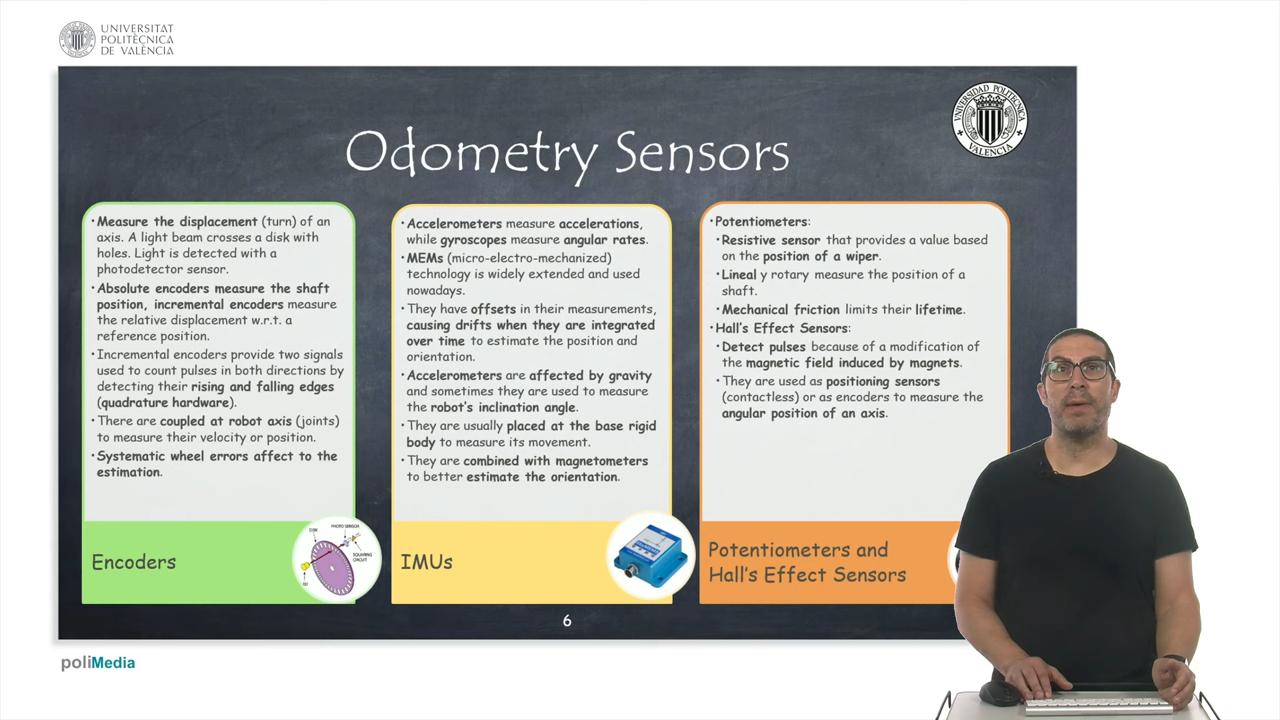 UNIVERSITAT
POLITÈCNICA
DE VALÈNCIA
UNIVERSIDAD POLITECNICA
VALENCIA
Odometry Sensors
• Measure the displacement (turn) of an
axis. A light beam crosses a disk with
holes. Light is detected with a
photodetector sensor.
• Absolute encoders measure the shaft
position, incremental encoders measure
the relative displacement w.r.t. a
reference position.
• Incremental encoders provide two signals
used to count pulses in both directions by
detecting their rising and falling edges
(quadrature hardware).
• There are coupled at robot axis (joints)
to measure their velocity or position.
• Systematic wheel errors affect to the
estimation.
Encoders
DISK
PHOTO SENSOR
SQUARING
CIRCUIT
• Accelerometers measure accelerations,
while gyroscopes measure angular rates.
• MEMs (micro-electro-mechanized)
technology is widely extended and used
nowadays.
• They have offsets in their measurements,
causing drifts when they are integrated
over time to estimate the position and
orientation.
• Accelerometers are affected by gravity
and sometimes they are used to measure
the robot's inclination angle.
• They are usually placed at the base rigid
body to measure its movement.
• They are combined with magnetometers
to better estimate the orientation.
IMUs
• Potentiometers:
• Resistive sensor that provides a value based
on the position of a wiper.
• Lineal y rotary measure the position of a
shaft.
• Mechanical friction limits their lifetime.
• Hall's Effect Sensors:
• Detect pulses because of a modification of
the magnetic field induced by magnets.
• They are used as positioning sensors
(contactless) or as encoders to measure the
angular position of an axis.
Potentiometers and
Hall's Effect Sensors
6
poliMedia